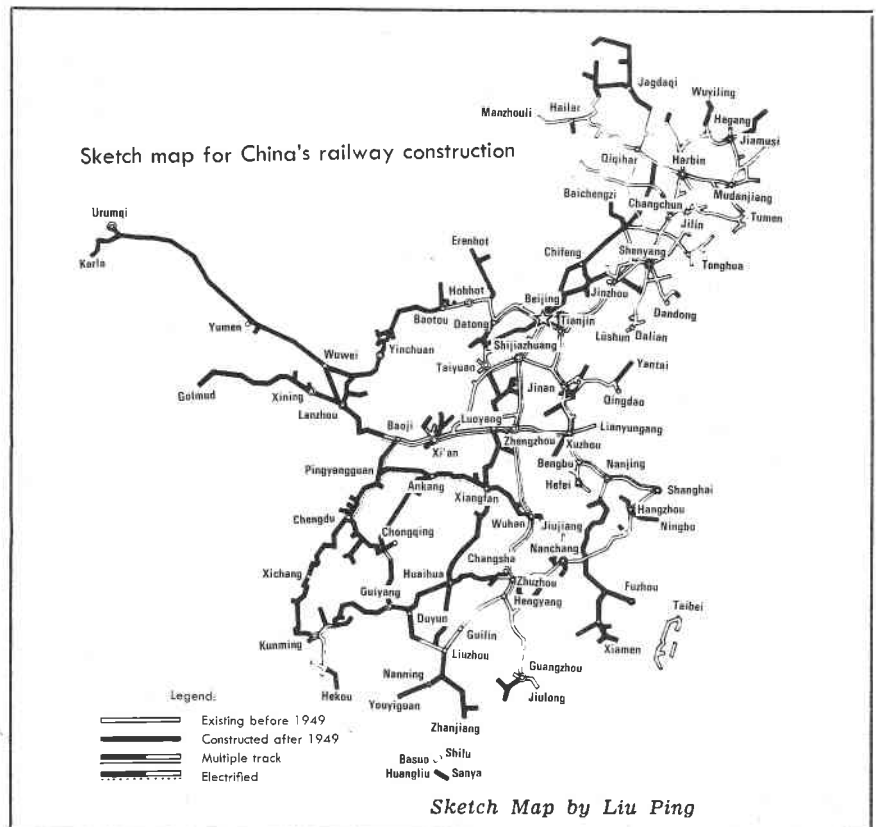 Sketch map for China's railway construction
Jagdaqi
Wuyiling
Manzhouli
Hailar
Hegang
Jiamusi
Qiqihar
Harbin
Baichengzi
Mudanjiang
Changchun
Tumen
Jilin
Urumqi
Erenhot
Chifeng
Shenyang
Tonghua
Korla
Hohhot
Beijing
Jinzhou
Dandong
Baotou
Datong
Tianjin
Lüshun
Dalian
Yumen
Yinchuan
Shijiazhuang
Wuwei
Taiyuan
Yantai
Golmud
Xining
Jinan
Qingdao
Lanzhou
Baoji
Luoyang
Lianyungang
Zhengzhou
Xuzhou
Xi'an
Pingyangguan
Bengbu
Nanjing
Ankang
Xiangfan
Hefei
Shanghai
Chengdu
Wuhan
Jiujiang
Hangzhou
Chongqing
Ningbo
Nanchang
Changsha
Xichang
Huaihua
Zhuzhou
Guiyang
Hengyang
Fuzhou
Duyun
Taibei
Guilin
Kunming
Liuzhou
Xiamen
Nanning
Guangzhou
Hekou
Youyiguan
Jiulong
Zhanjiang
Legend:
Existing before 1949
Constructed after 1949
Multiple track
Electrified
Basuo
Shilu
Huangliu
Sanya
Sketch Map by Liu Ping